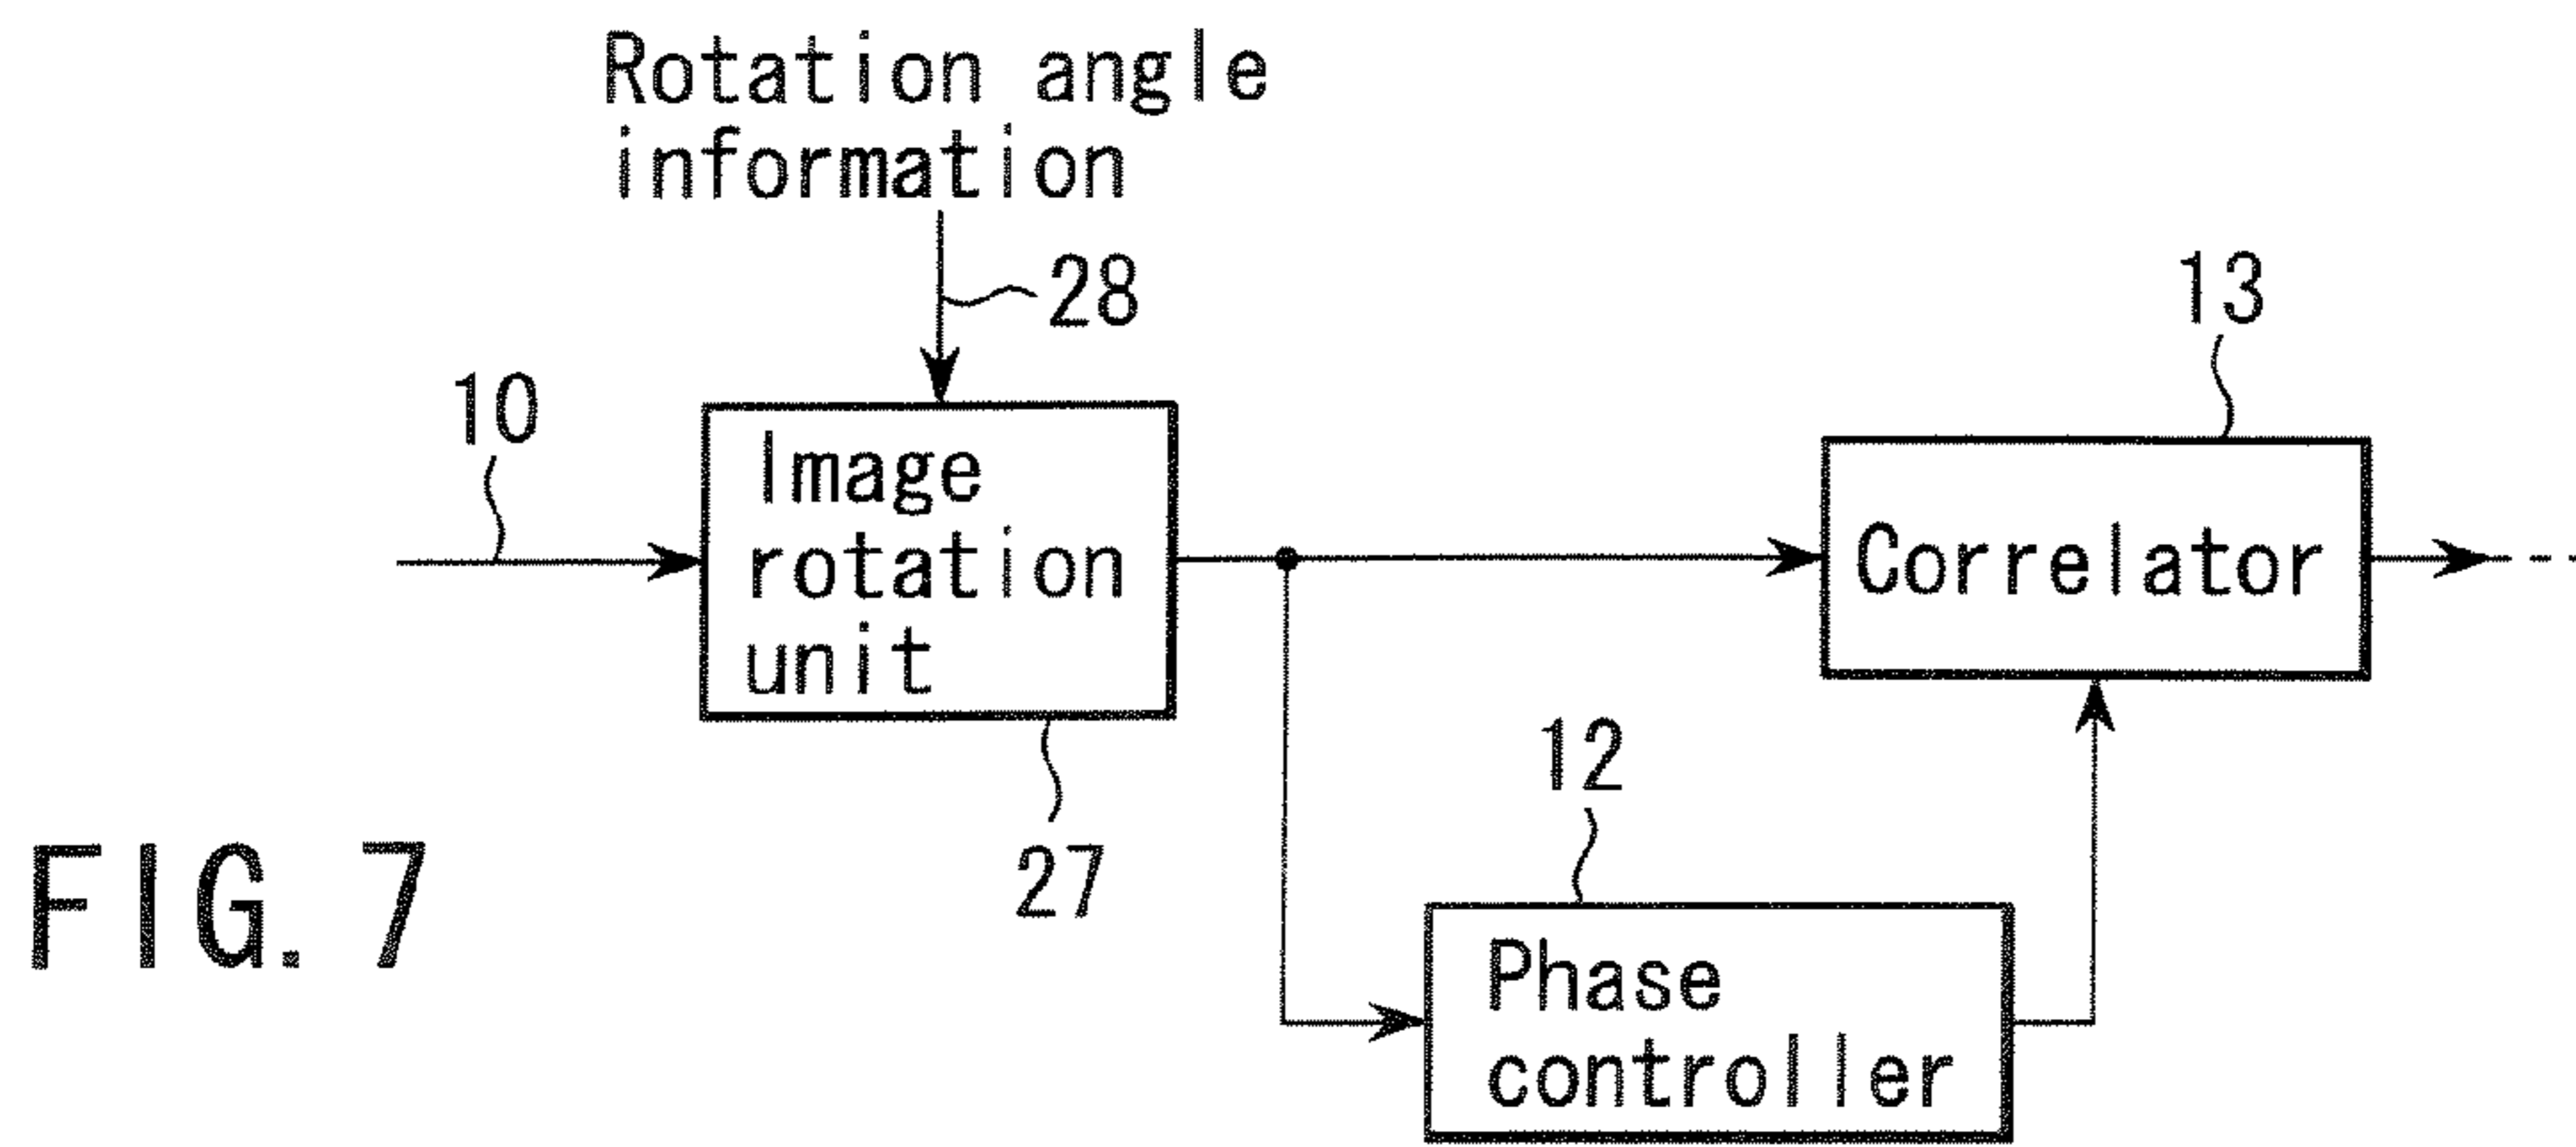 Rotation angle
information
28
13
10
Image
rotation
unit
Correlator
12
27
FIG. 7
Phase
controller